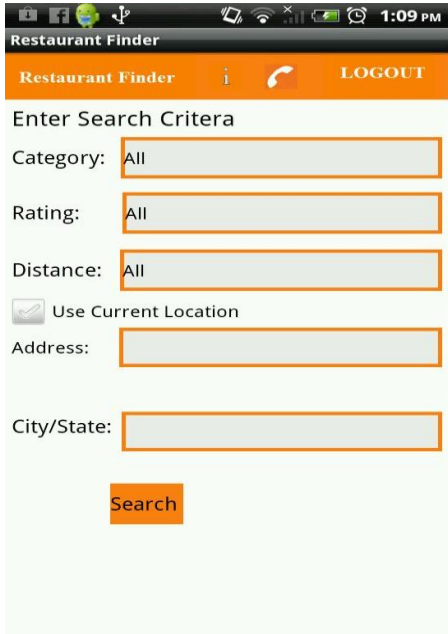 1:09 PM
Restaurant Finder
Restaurant Finder i LOGOUT
Enter Search Critera
Category: All
Rating: All
Distance: All
Use Current Location
Address:
City/State:
Search